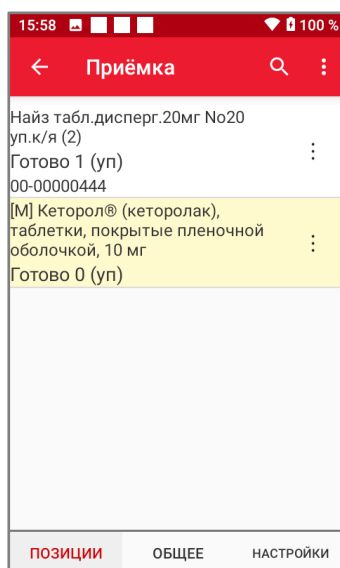 15:58 100 %
Приёмка
Найз табл.дисперг.20мг No20
уп.к/я (2)
Готово 1 (уп)
00-00000444
[М] Кеторол® (кеторолак),
таблетки, покрытые пленочной
оболочкой, 10 мг
Готово 0 (уп)
ПОЗИЦИИ ОБЩЕЕ НАСТРОЙКИ